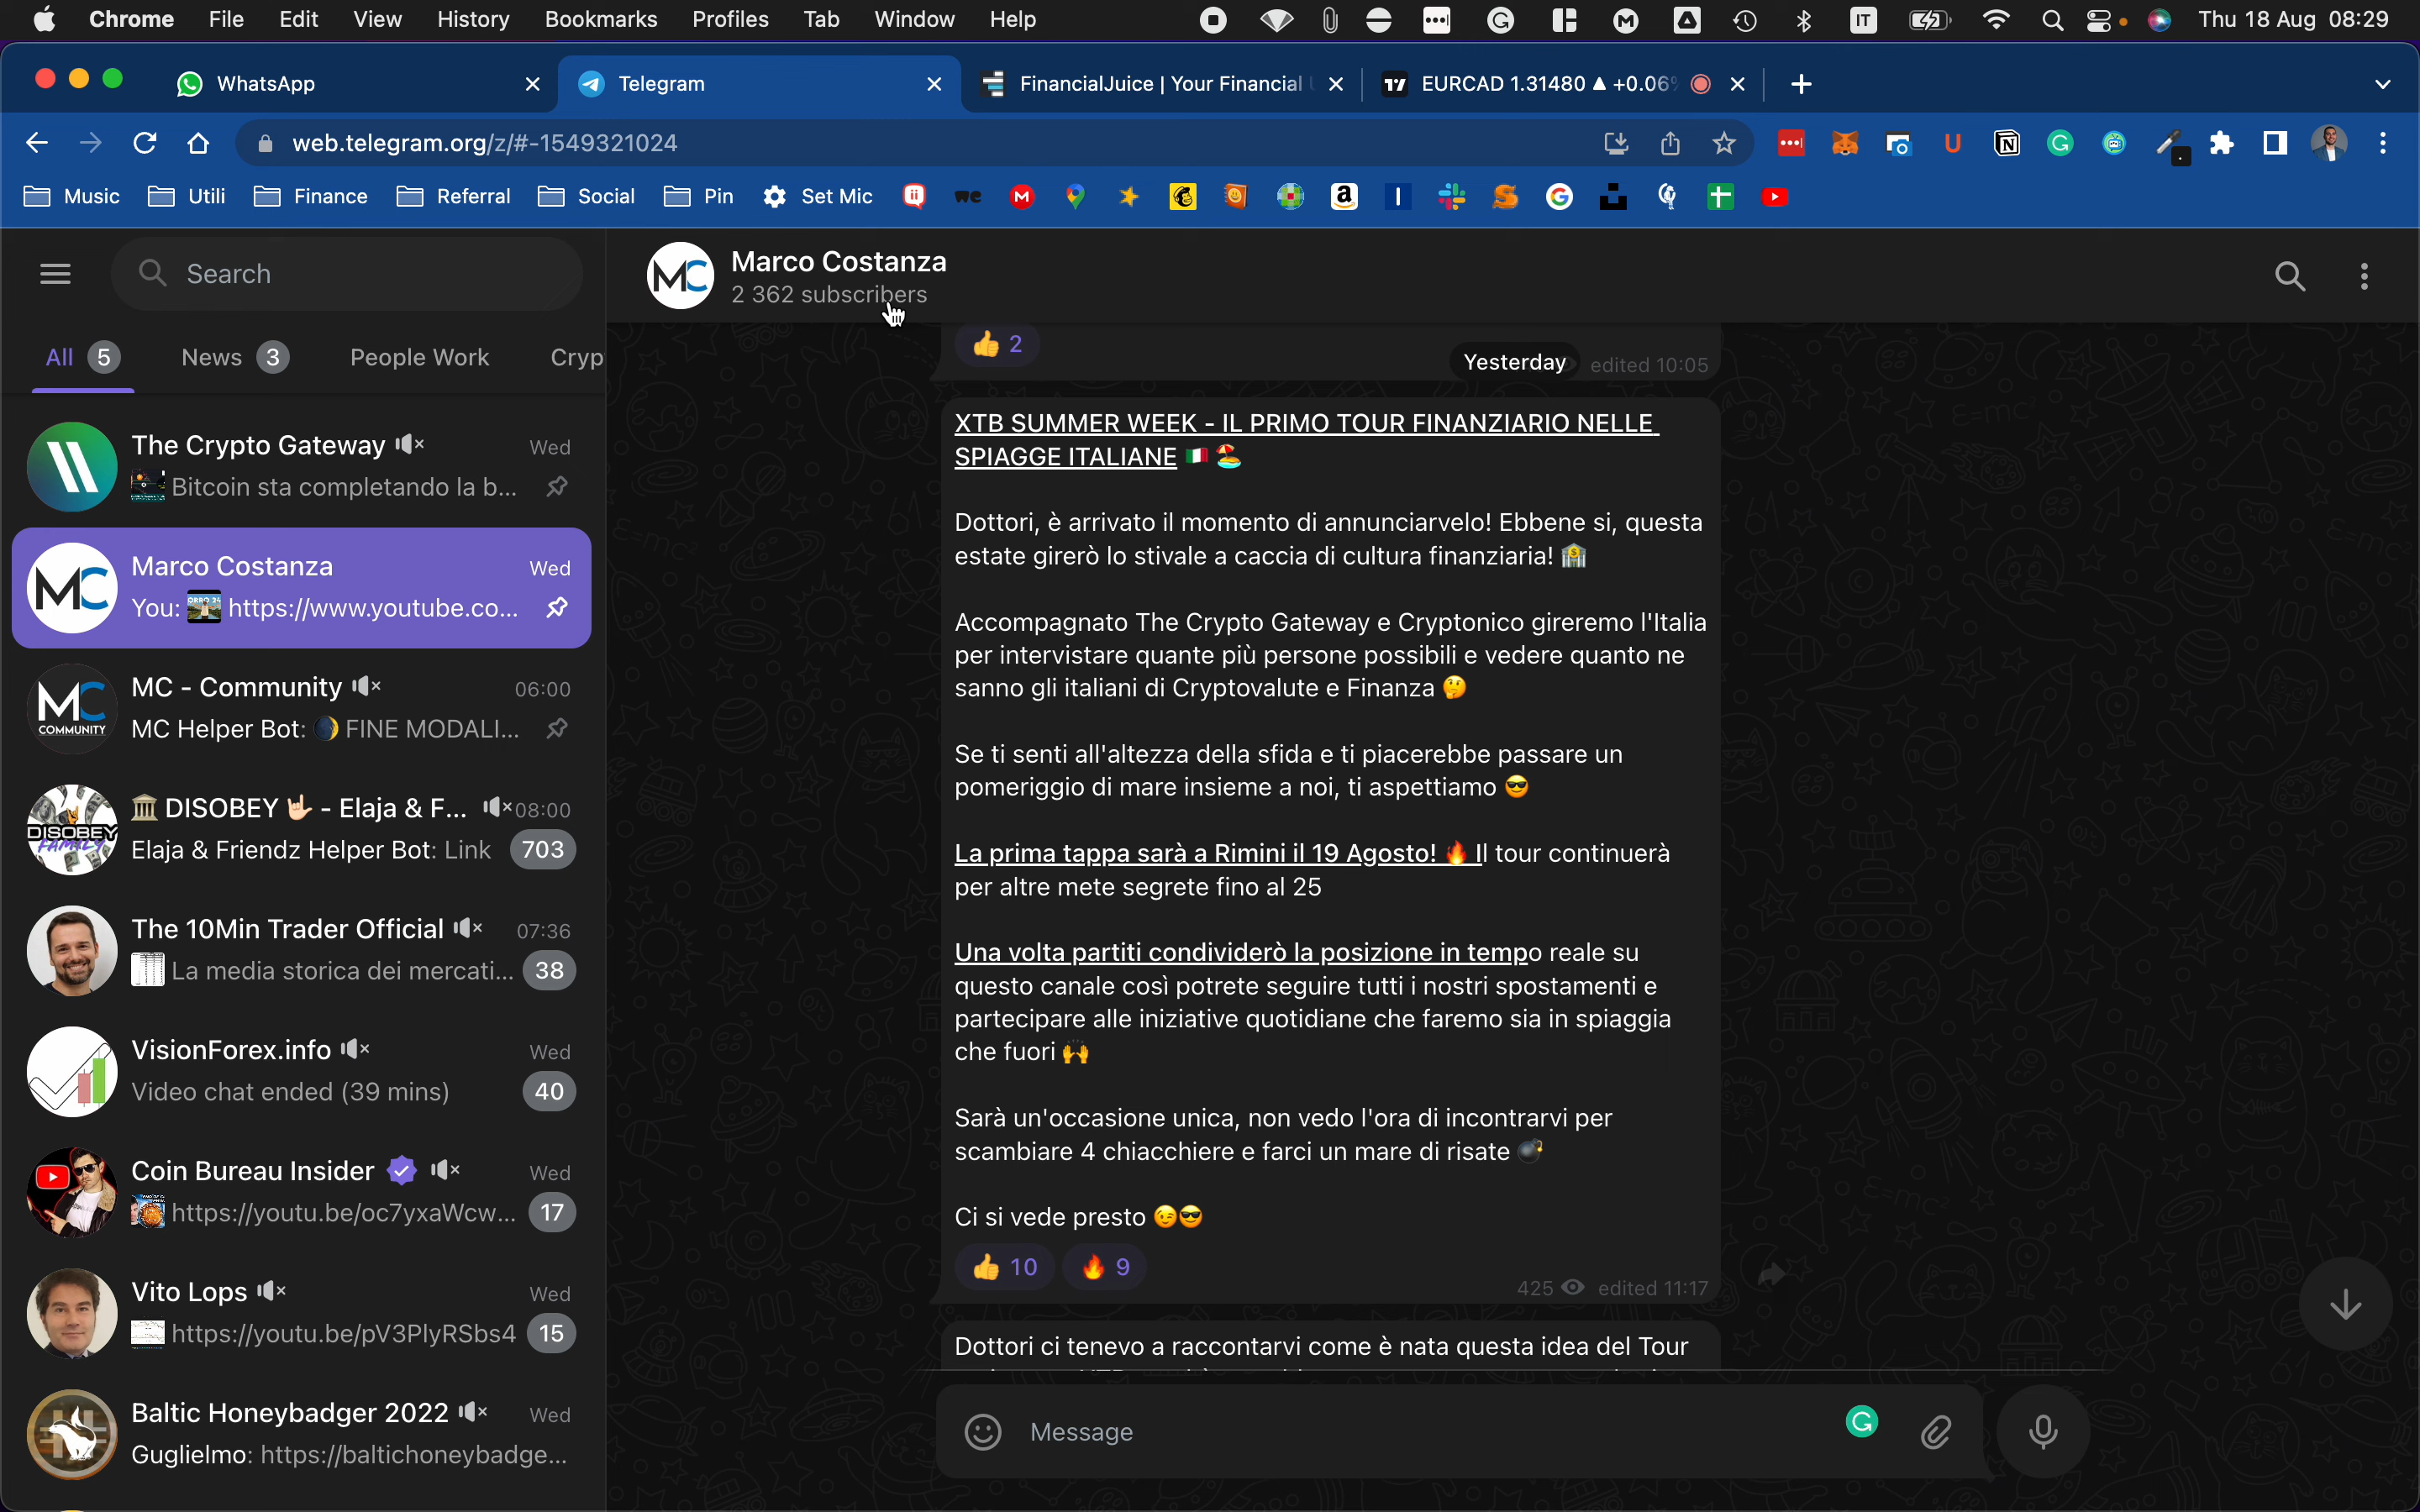 Chrome File Edit View History Bookmarks Profiles Tab Window Help IT Thu 18 Aug 08:29
WhatsApp Telegram FinancialJuice | Your Financial EURCAD 1.31480 ▲ +0.06%
web.telegram.org/z/#-1549321024
Music Utili Finance Referral Social Pin Set Mic
Search
Marco Costanza
2 362 subscribers
All 5 News 3 People Work Cryp
👍 2
Yesterday edited 10:05
The Crypto Gateway Wed
Bitcoin sta completando la b...
Marco Costanza Wed
You: https://www.youtube.co...
MC COMMUNITY
MC - Community 06:00
MC Helper Bot: 🌒 FINE MODALI...
DISOBEY FAMILY
🏛 DISOBEY 🤟🏻 - Elaja & F... 08:00
Elaja & Friendz Helper Bot: Link 703
The 10Min Trader Official 07:36
La media storica dei mercati... 38
VisionForex.info Wed
Video chat ended (39 mins) 40
Coin Bureau Insider Wed
https://youtu.be/oc7yxaWcw... 17
Vito Lops Wed
https://youtu.be/pV3PlyRSbs4 15
Baltic Honeybadger 2022 Wed
Guglielmo: https://baltichoneybadge...
XTB SUMMER WEEK - IL PRIMO TOUR FINANZIARIO NELLE
SPIAGGE ITALIANE 🇮🇹 🏖
Dottori, è arrivato il momento di annunciarvelo! Ebbene si, questa
estate girerò lo stivale a caccia di cultura finanziaria! 🏦
Accompagnato The Crypto Gateway e Cryptonico gireremo l'Italia
per intervistare quante più persone possibili e vedere quanto ne
sanno gli italiani di Cryptovalute e Finanza 🤔
Se ti senti all'altezza della sfida e ti piacerebbe passare un
pomeriggio di mare insieme a noi, ti aspettiamo 😎
La prima tappa sarà a Rimini il 19 Agosto! 🔥 Il tour continuerà
per altre mete segrete fino al 25
Una volta partiti condividerò la posizione in tempo reale su
questo canale così potrete seguire tutti i nostri spostamenti e
partecipare alle iniziative quotidiane che faremo sia in spiaggia
che fuori 🙌
Sarà un'occasione unica, non vedo l'ora di incontrarvi per
scambiare 4 chiacchiere e farci un mare di risate 💣
Ci si vede presto 😉😎
👍 10 🔥 9
425 edited 11:17
Dottori ci tenevo a raccontarvi come è nata questa idea del Tour
Message